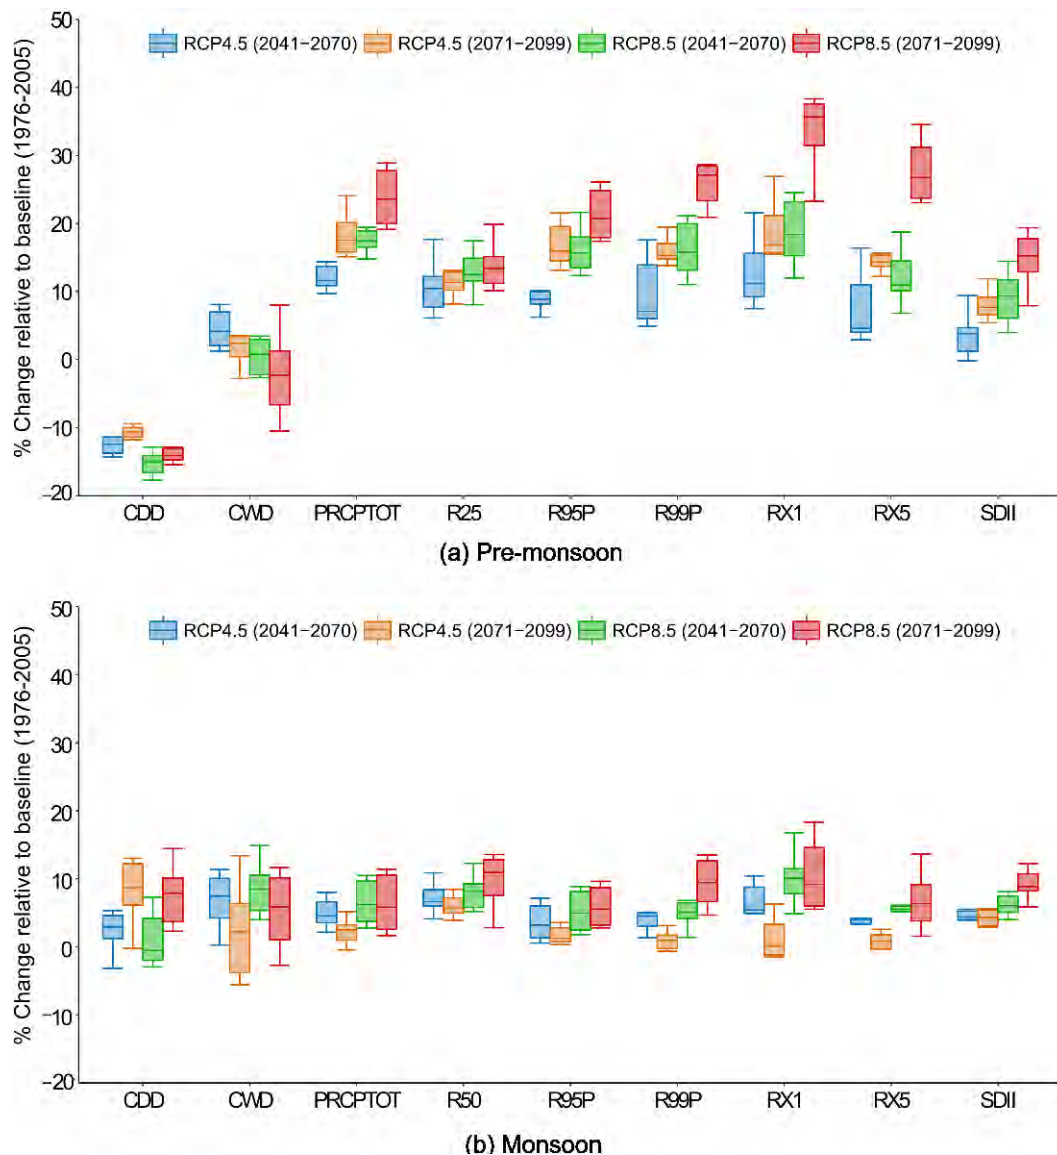 % Change relative to baseline (1976-2005)
RCP4.5 (2041−2070) RCP4.5 (2071−2099) RCP8.5 (2041−2070) RCP8.5 (2071−2099)
50
40
30
20
10
0
−10
−20
CDD CWD PRCPTOT R25 R95P R99P RX1 RX5 SDII
(a) Pre-monsoon
% Change relative to baseline (1976-2005)
RCP4.5 (2041−2070) RCP4.5 (2071−2099) RCP8.5 (2041−2070) RCP8.5 (2071−2099)
50
40
30
20
10
0
−10
−20
CDD CWD PRCPTOT R50 R95P R99P RX1 RX5 SDII
(b) Monsoon